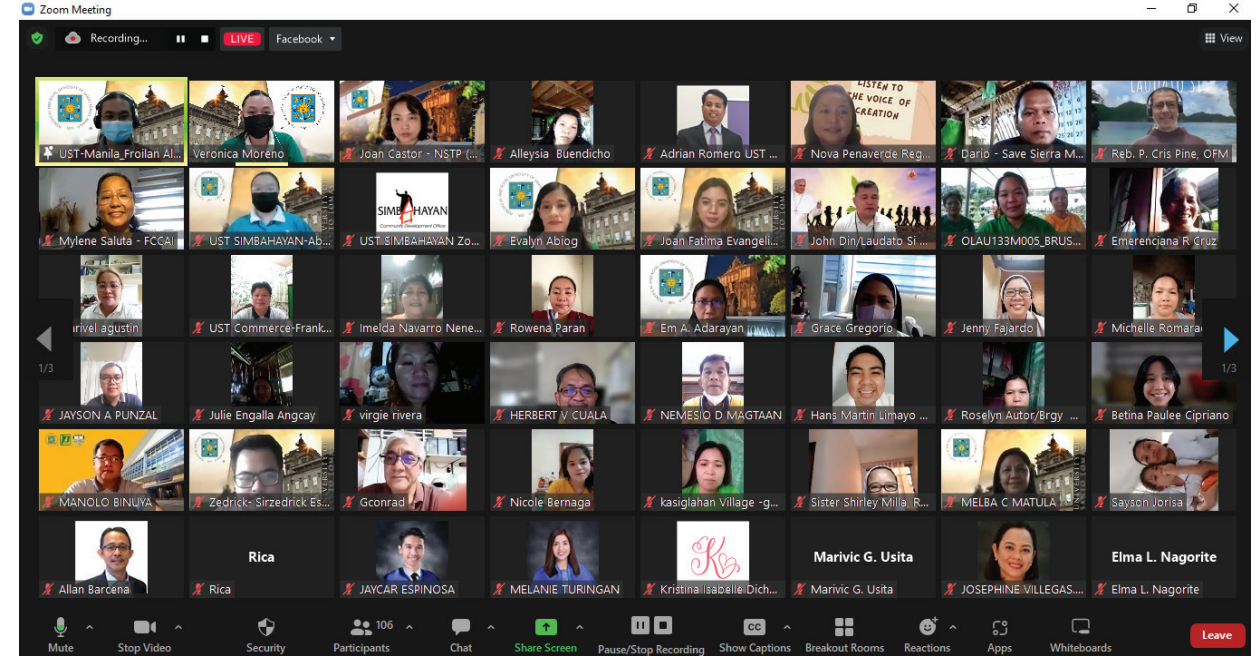 Zoom Meeting
Recording... LIVE Facebook View
LISTEN TO
THE VOICE OF
CREATION
LAUDATO SI
UST-Manila_Froilan Al... Veronica Moreno Joan Castor - NSTP (... Alleysia Buendicho Adrian Romero UST ... Nova Penaverde Reg... Dario - Save Sierra M... Reb. P. Cris Pine, OFM
SIMBAHAYAN
Community Development Office
Mylene Saluta - FCCAI UST SIMBAHAYAN-Ab... UST SIMBAHAYAN Zo... Evalyn Abiog Joan Fatima Evangeli... John Din/Laudato Si ... OLAU133M005_BRUS... Emerenciana R Cruz
rivel agustin UST Commerce-Frank... Imelda Navarro Nene... Rowena Paran Em A. Adarayan Grace Gregorio Jenny Fajardo Michelle Romara
1/3 1/3
JAYSON A PUNZAL Julie Engalla Angcay virgie rivera HERBERT V CUALA NEMESIO D MAGTAAN Hans Martin Limayo ... Roselyn Autor/Brgy ... Betina Paulee Cipriano
MANOLO BINUYA Zedrick- Sirzedrick Es... Gconrad Nicole Bernaga kasiglahan Village -g... Sister Shirley Milla, R... MELBA C MATULA Sayson Jorisa
Rica K Marivic G. Usita Elma L. Nagorite
Allan Barcena Rica JAYCAR ESPINOSA MELANIE TURINGAN Kristina Isabelle Dich... Marivic G. Usita JOSEPHINE VILLEGAS.... Elma L. Nagorite
106 CC
Mute Stop Video Security Participants Chat Share Screen Pause/Stop Recording Show Captions Breakout Rooms Reactions Apps Whiteboards Leave